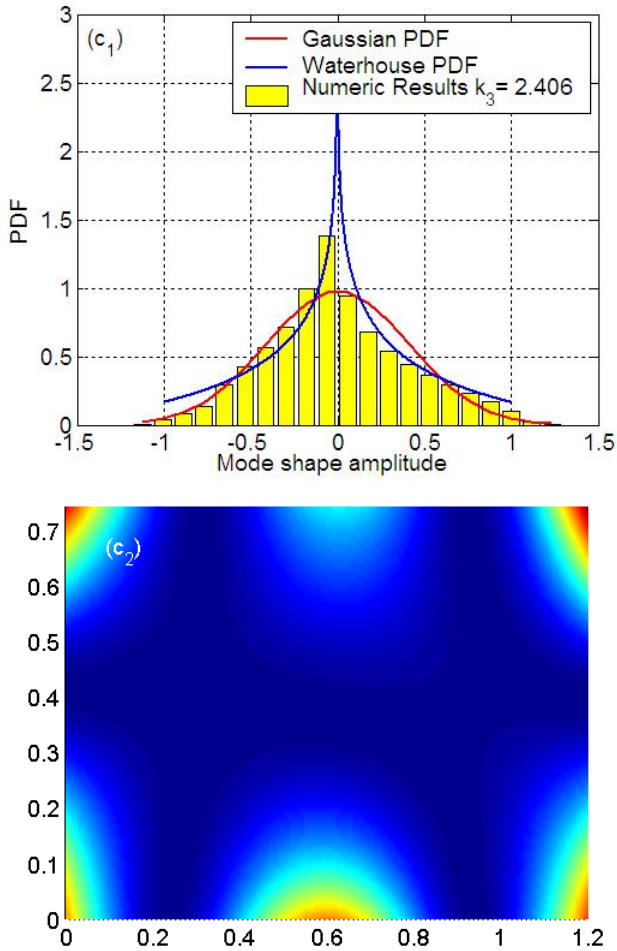 3
(c1)
Gaussian PDF
Waterhouse PDF
Numeric Results k3= 2.406
2.5
2
PDF
1.5
1
0.5
0
-1.5 -1 -0.5 0 0.5 1 1.5
Mode shape amplitude
0.7
(c2)
0.6
0.5
0.4
0.3
0.2
0.1
0
0 0.2 0.4 0.6 0.8 1.0 1.2